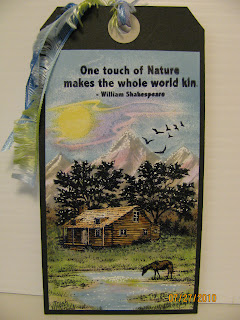 One touch of Nature
makes the whole world kin
- William Shakespeare